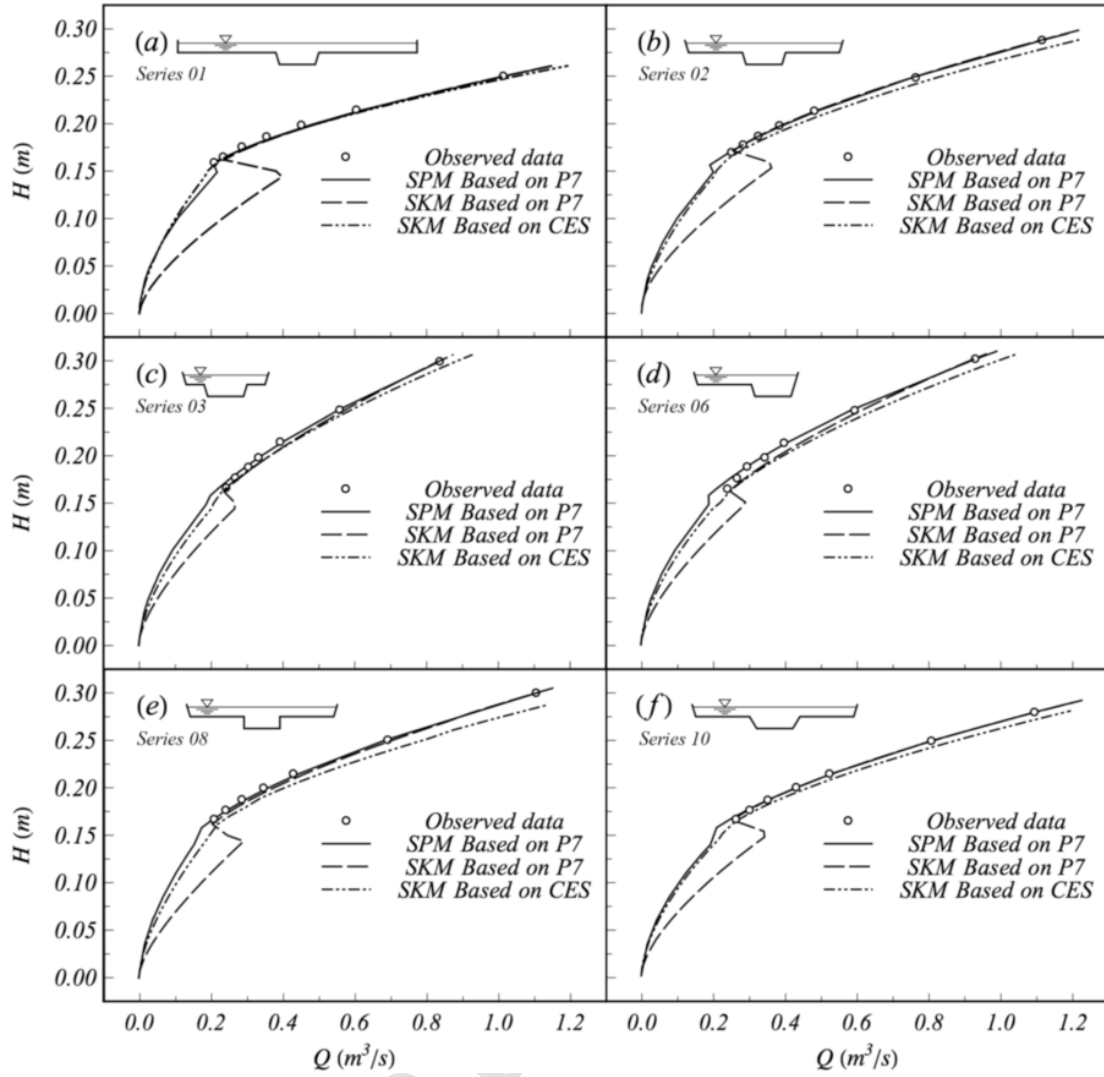 0.30
0.25
0.20
0.15
0.10
0.05
0.00
H (m)
(a)
Series 01
Observed data
SPM Based on P7
SKM Based on P7
SKM Based on CES
(b)
Series 02
Observed data
SPM Based on P7
SKM Based on P7
SKM Based on CES
0.30
0.25
0.20
0.15
0.10
0.05
0.00
H (m)
(c)
Series 03
Observed data
SPM Based on P7
SKM Based on P7
SKM Based on CES
(d)
Series 06
Observed data
SPM Based on P7
SKM Based on P7
SKM Based on CES
0.30
0.25
0.20
0.15
0.10
0.05
0.00
H (m)
(e)
Series 08
Observed data
SPM Based on P7
SKM Based on P7
SKM Based on CES
(f)
Series 10
Observed data
SPM Based on P7
SKM Based on P7
SKM Based on CES
0.0 0.2 0.4 0.6 0.8 1.0 1.2
Q (m³/s)
0.0 0.2 0.4 0.6 0.8 1.0 1.2
Q (m³/s)